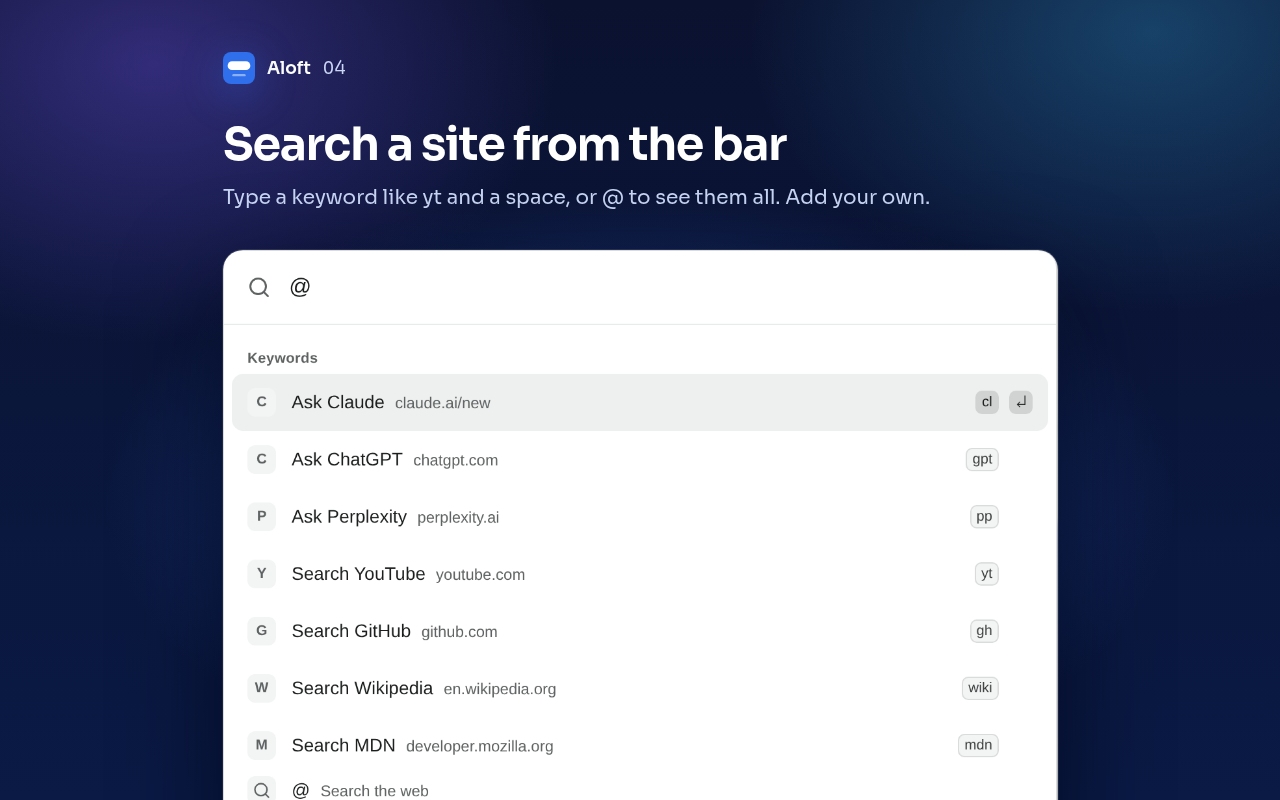 Aloft 04
Search a site from the bar
Type a keyword like yt and a space, or @ to see them all. Add your own.
@
Keywords
C Ask Claude claude.ai/new cl ↵
C Ask ChatGPT chatgpt.com gpt
P Ask Perplexity perplexity.ai pp
Y Search YouTube youtube.com yt
G Search GitHub github.com gh
W Search Wikipedia en.wikipedia.org wiki
M Search MDN developer.mozilla.org mdn
@ Search the web